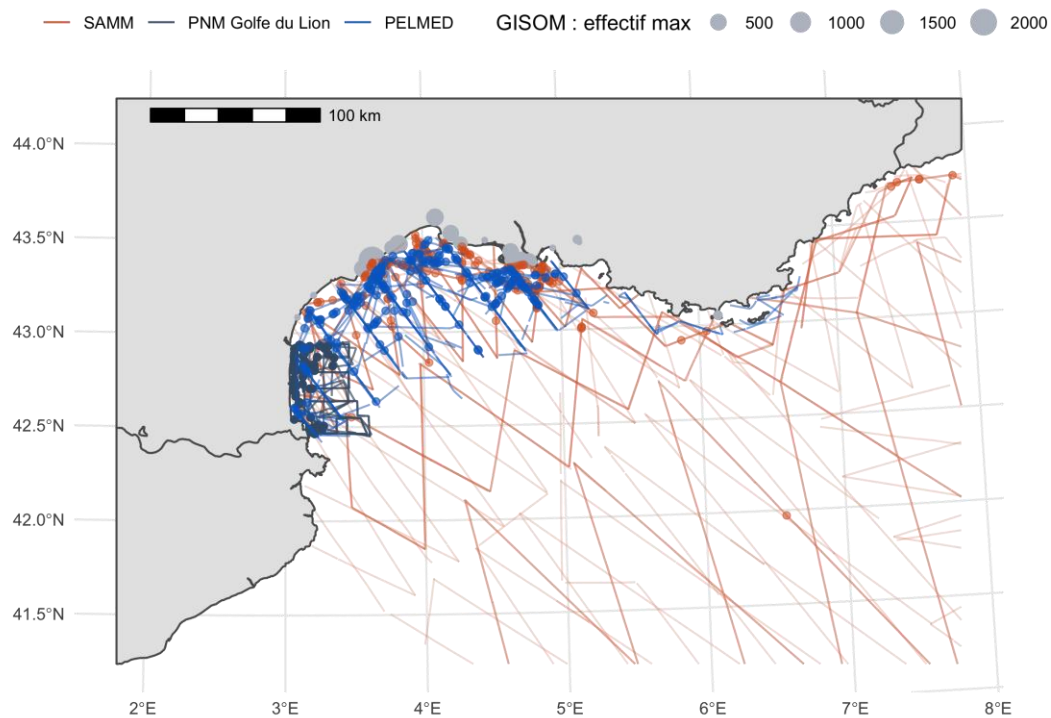 SAMM PNM Golfe du Lion PELMED GISOM : effectif max 500 1000 1500 2000
100 km
44.0°N
43.5°N
43.0°N
42.5°N
42.0°N
41.5°N
2°E 3°E 4°E 5°E 6°E 7°E 8°E